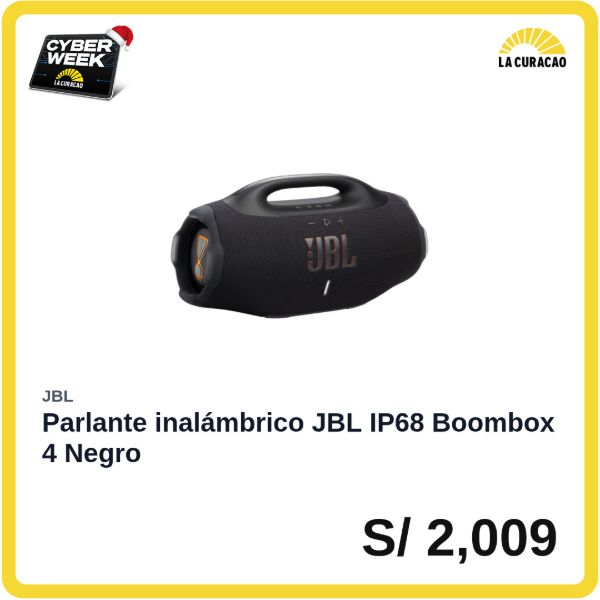 CYBER
WEEK
LA CURACAO
LA CURACAO
JBL
JBL
Parlante inalámbrico JBL IP68 Boombox
4 Negro
S/ 2,009